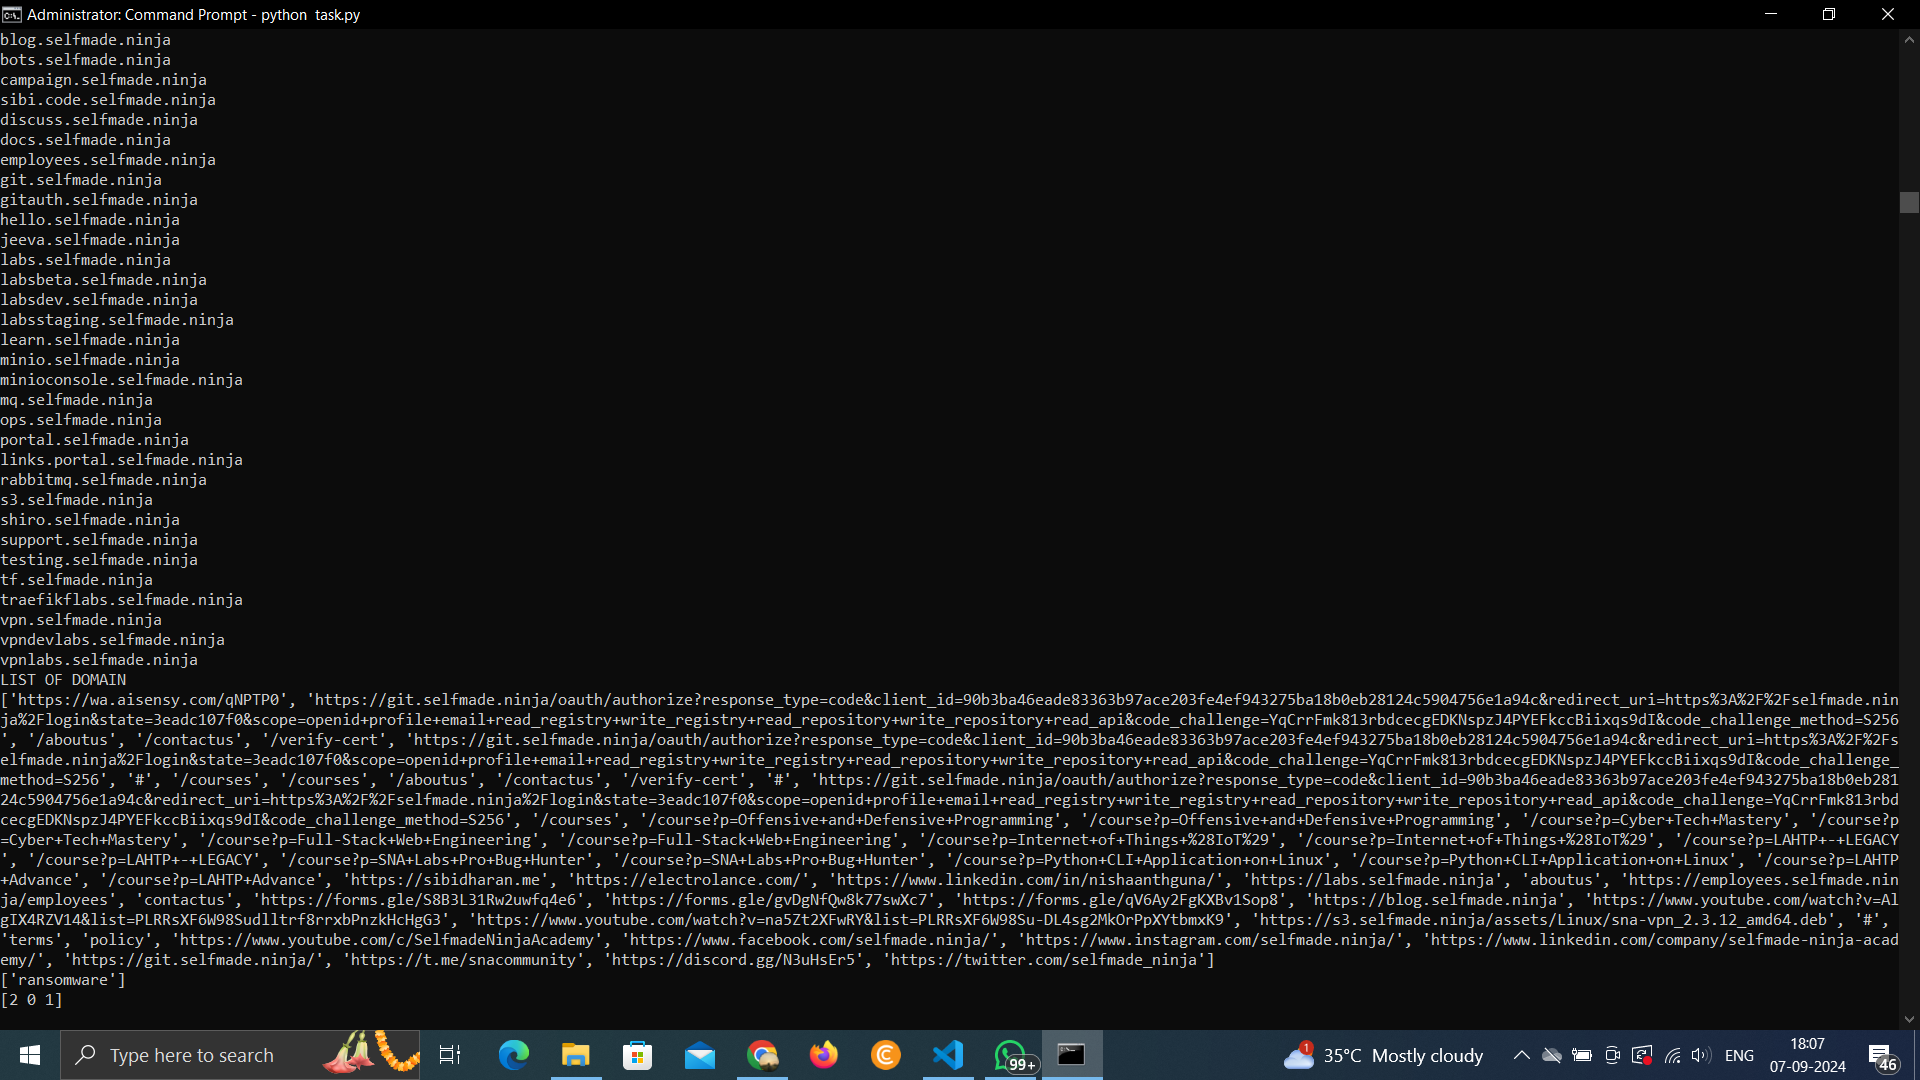 Administrator: Command Prompt - python  task.py
blog.selfmade.ninja
bots.selfmade.ninja
campaign.selfmade.ninja
sibi.code.selfmade.ninja
discuss.selfmade.ninja
docs.selfmade.ninja
employees.selfmade.ninja
git.selfmade.ninja
gitauth.selfmade.ninja
hello.selfmade.ninja
jeeva.selfmade.ninja
labs.selfmade.ninja
labsbeta.selfmade.ninja
labsdev.selfmade.ninja
labsstaging.selfmade.ninja
learn.selfmade.ninja
minio.selfmade.ninja
minioconsole.selfmade.ninja
mq.selfmade.ninja
ops.selfmade.ninja
portal.selfmade.ninja
links.portal.selfmade.ninja
rabbitmq.selfmade.ninja
s3.selfmade.ninja
shiro.selfmade.ninja
support.selfmade.ninja
testing.selfmade.ninja
tf.selfmade.ninja
traefikflabs.selfmade.ninja
vpn.selfmade.ninja
vpndevlabs.selfmade.ninja
vpnlabs.selfmade.ninja
LIST OF DOMAIN
['https://wa.aisensy.com/qNPTP0', 'https://git.selfmade.ninja/oauth/authorize?response_type=code&client_id=90b3ba46eade83363b97ace203fe4ef943275ba18b0eb28124c5904756e1a94c&redirect_uri=https%3A%2F%2Fselfmade.nin
ja%2Flogin&state=3eadc107f0&scope=openid+profile+email+read_registry+write_registry+read_repository+write_repository+read_api&code_challenge=YqCrrFmk813rbdcecgEDKNspzJ4PYEFkccBiixqs9dI&code_challenge_method=S256
', '/aboutus', '/contactus', '/verify-cert', 'https://git.selfmade.ninja/oauth/authorize?response_type=code&client_id=90b3ba46eade83363b97ace203fe4ef943275ba18b0eb28124c5904756e1a94c&redirect_uri=https%3A%2F%2Fs
elfmade.ninja%2Flogin&state=3eadc107f0&scope=openid+profile+email+read_registry+write_registry+read_repository+write_repository+read_api&code_challenge=YqCrrFmk813rbdcecgEDKNspzJ4PYEFkccBiixqs9dI&code_challenge_
method=S256', '#', '/courses', '/courses', '/aboutus', '/contactus', '/verify-cert', '#', 'https://git.selfmade.ninja/oauth/authorize?response_type=code&client_id=90b3ba46eade83363b97ace203fe4ef943275ba18b0eb281
24c5904756e1a94c&redirect_uri=https%3A%2F%2Fselfmade.ninja%2Flogin&state=3eadc107f0&scope=openid+profile+email+read_registry+write_registry+read_repository+write_repository+read_api&code_challenge=YqCrrFmk813rbd
cecgEDKNspzJ4PYEFkccBiixqs9dI&code_challenge_method=S256', '/courses', '/course?p=Offensive+and+Defensive+Programming', '/course?p=Offensive+and+Defensive+Programming', '/course?p=Cyber+Tech+Mastery', '/course?p
=Cyber+Tech+Mastery', '/course?p=Full-Stack+Web+Engineering', '/course?p=Full-Stack+Web+Engineering', '/course?p=Internet+of+Things+%28IoT%29', '/course?p=Internet+of+Things+%28IoT%29', '/course?p=LAHTP+-+LEGACY
', '/course?p=LAHTP+-+LEGACY', '/course?p=SNA+Labs+Pro+Bug+Hunter', '/course?p=SNA+Labs+Pro+Bug+Hunter', '/course?p=Python+CLI+Application+on+Linux', '/course?p=Python+CLI+Application+on+Linux', '/course?p=LAHTP
+Advance', '/course?p=LAHTP+Advance', 'https://sibidharan.me', 'https://electrolance.com/', 'https://www.linkedin.com/in/nishaanthguna/', 'https://labs.selfmade.ninja', 'aboutus', 'https://employees.selfmade.nin
ja/employees', 'contactus', 'https://forms.gle/S8B3L31Rw2uwfq4e6', 'https://forms.gle/gvDgNfQw8k77swXc7', 'https://forms.gle/qV6Ay2FgKXBv1Sop8', 'https://blog.selfmade.ninja', 'https://www.youtube.com/watch?v=Al
gIX4RZV14&list=PLRRsXF6W98Sudlltrf8rrxbPnzkHcHgG3', 'https://www.youtube.com/watch?v=na5Zt2XFwRY&list=PLRRsXF6W98Su-DL4sg2MkOrPpXYtbmxK9', 'https://s3.selfmade.ninja/assets/Linux/sna-vpn_2.3.12_amd64.deb', '#',
'terms', 'policy', 'https://www.youtube.com/c/SelfmadeNinjaAcademy', 'https://www.facebook.com/selfmade.ninja/', 'https://www.instagram.com/selfmade.ninja/', 'https://www.linkedin.com/company/selfmade-ninja-acad
emy/', 'https://git.selfmade.ninja/', 'https://t.me/snacommunity', 'https://discord.gg/N3uHsEr5', 'https://twitter.com/selfmade_ninja']
['ransomware']
[2 0 1]
Type here to search
99+
1
35°C  Mostly cloudy
ENG
18:07
07-09-2024
46